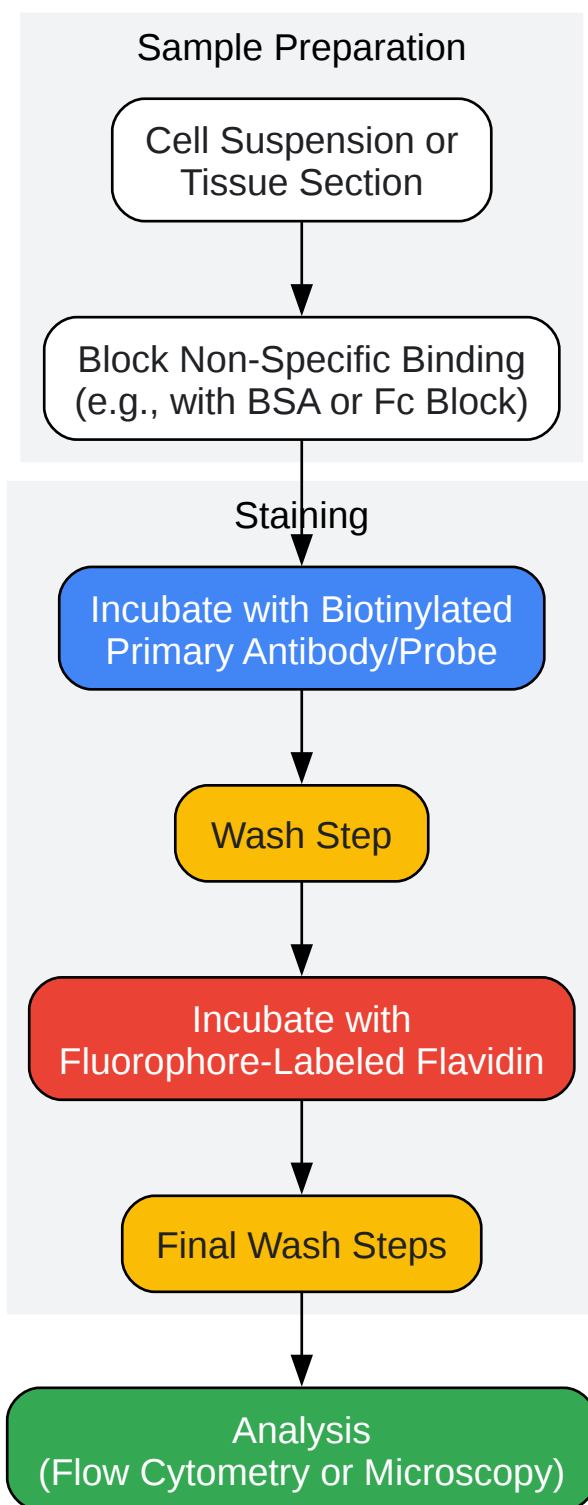 Sample Preparation
Cell Suspension or
Tissue Section
Block Non-Specific Binding
(e.g., with BSA or Fc Block)
Staining
Incubate with Biotinylated
Primary Antibody/Probe
Wash Step
Incubate with
Fluorophore-Labeled Flavidin
Final Wash Steps
Analysis
(Flow Cytometry or Microscopy)